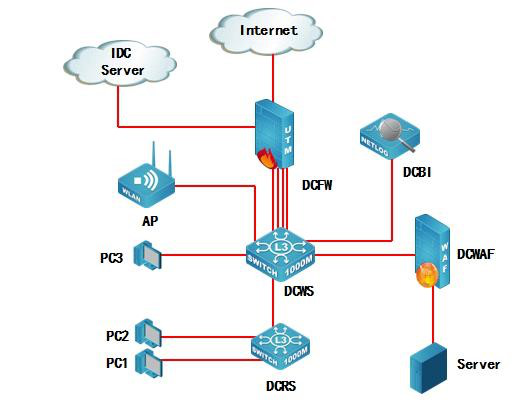 Internet
IDC
Server
UTM
DCFW
NETLOG
DCBI
WLAN
AP
L3
SWITCH 1000M
DCWS
PC3
WAF
DCWAF
PC2
PC1
L3
SWITCH 1000M
DCRS
Server